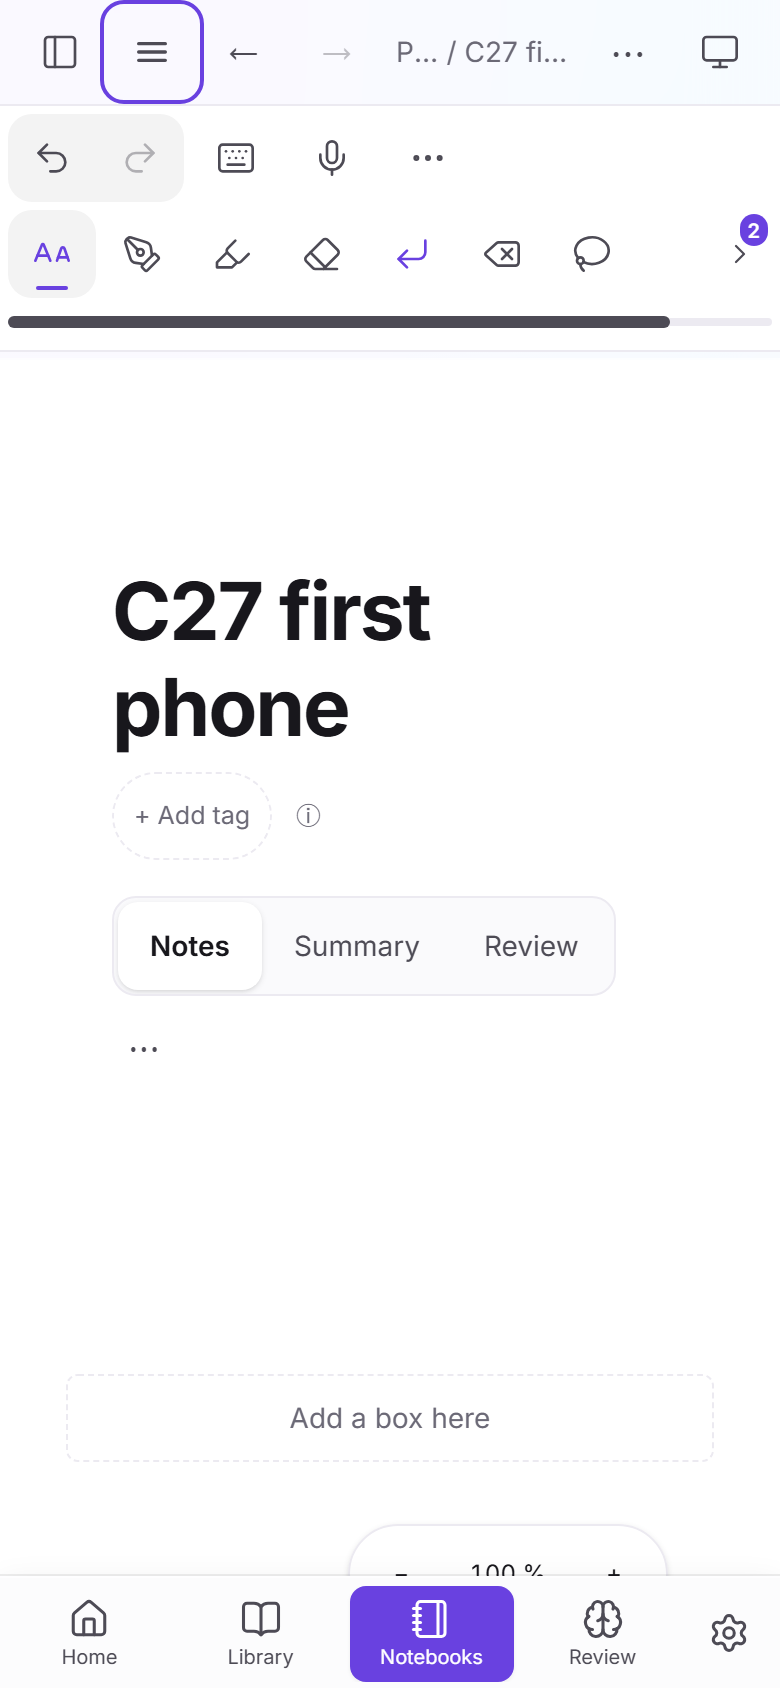 P... / C27 fi...
2
C27 first
phone
+ Add tag
Notes Summary Review
Add a box here
− 100 % +
Home Library Notebooks Review